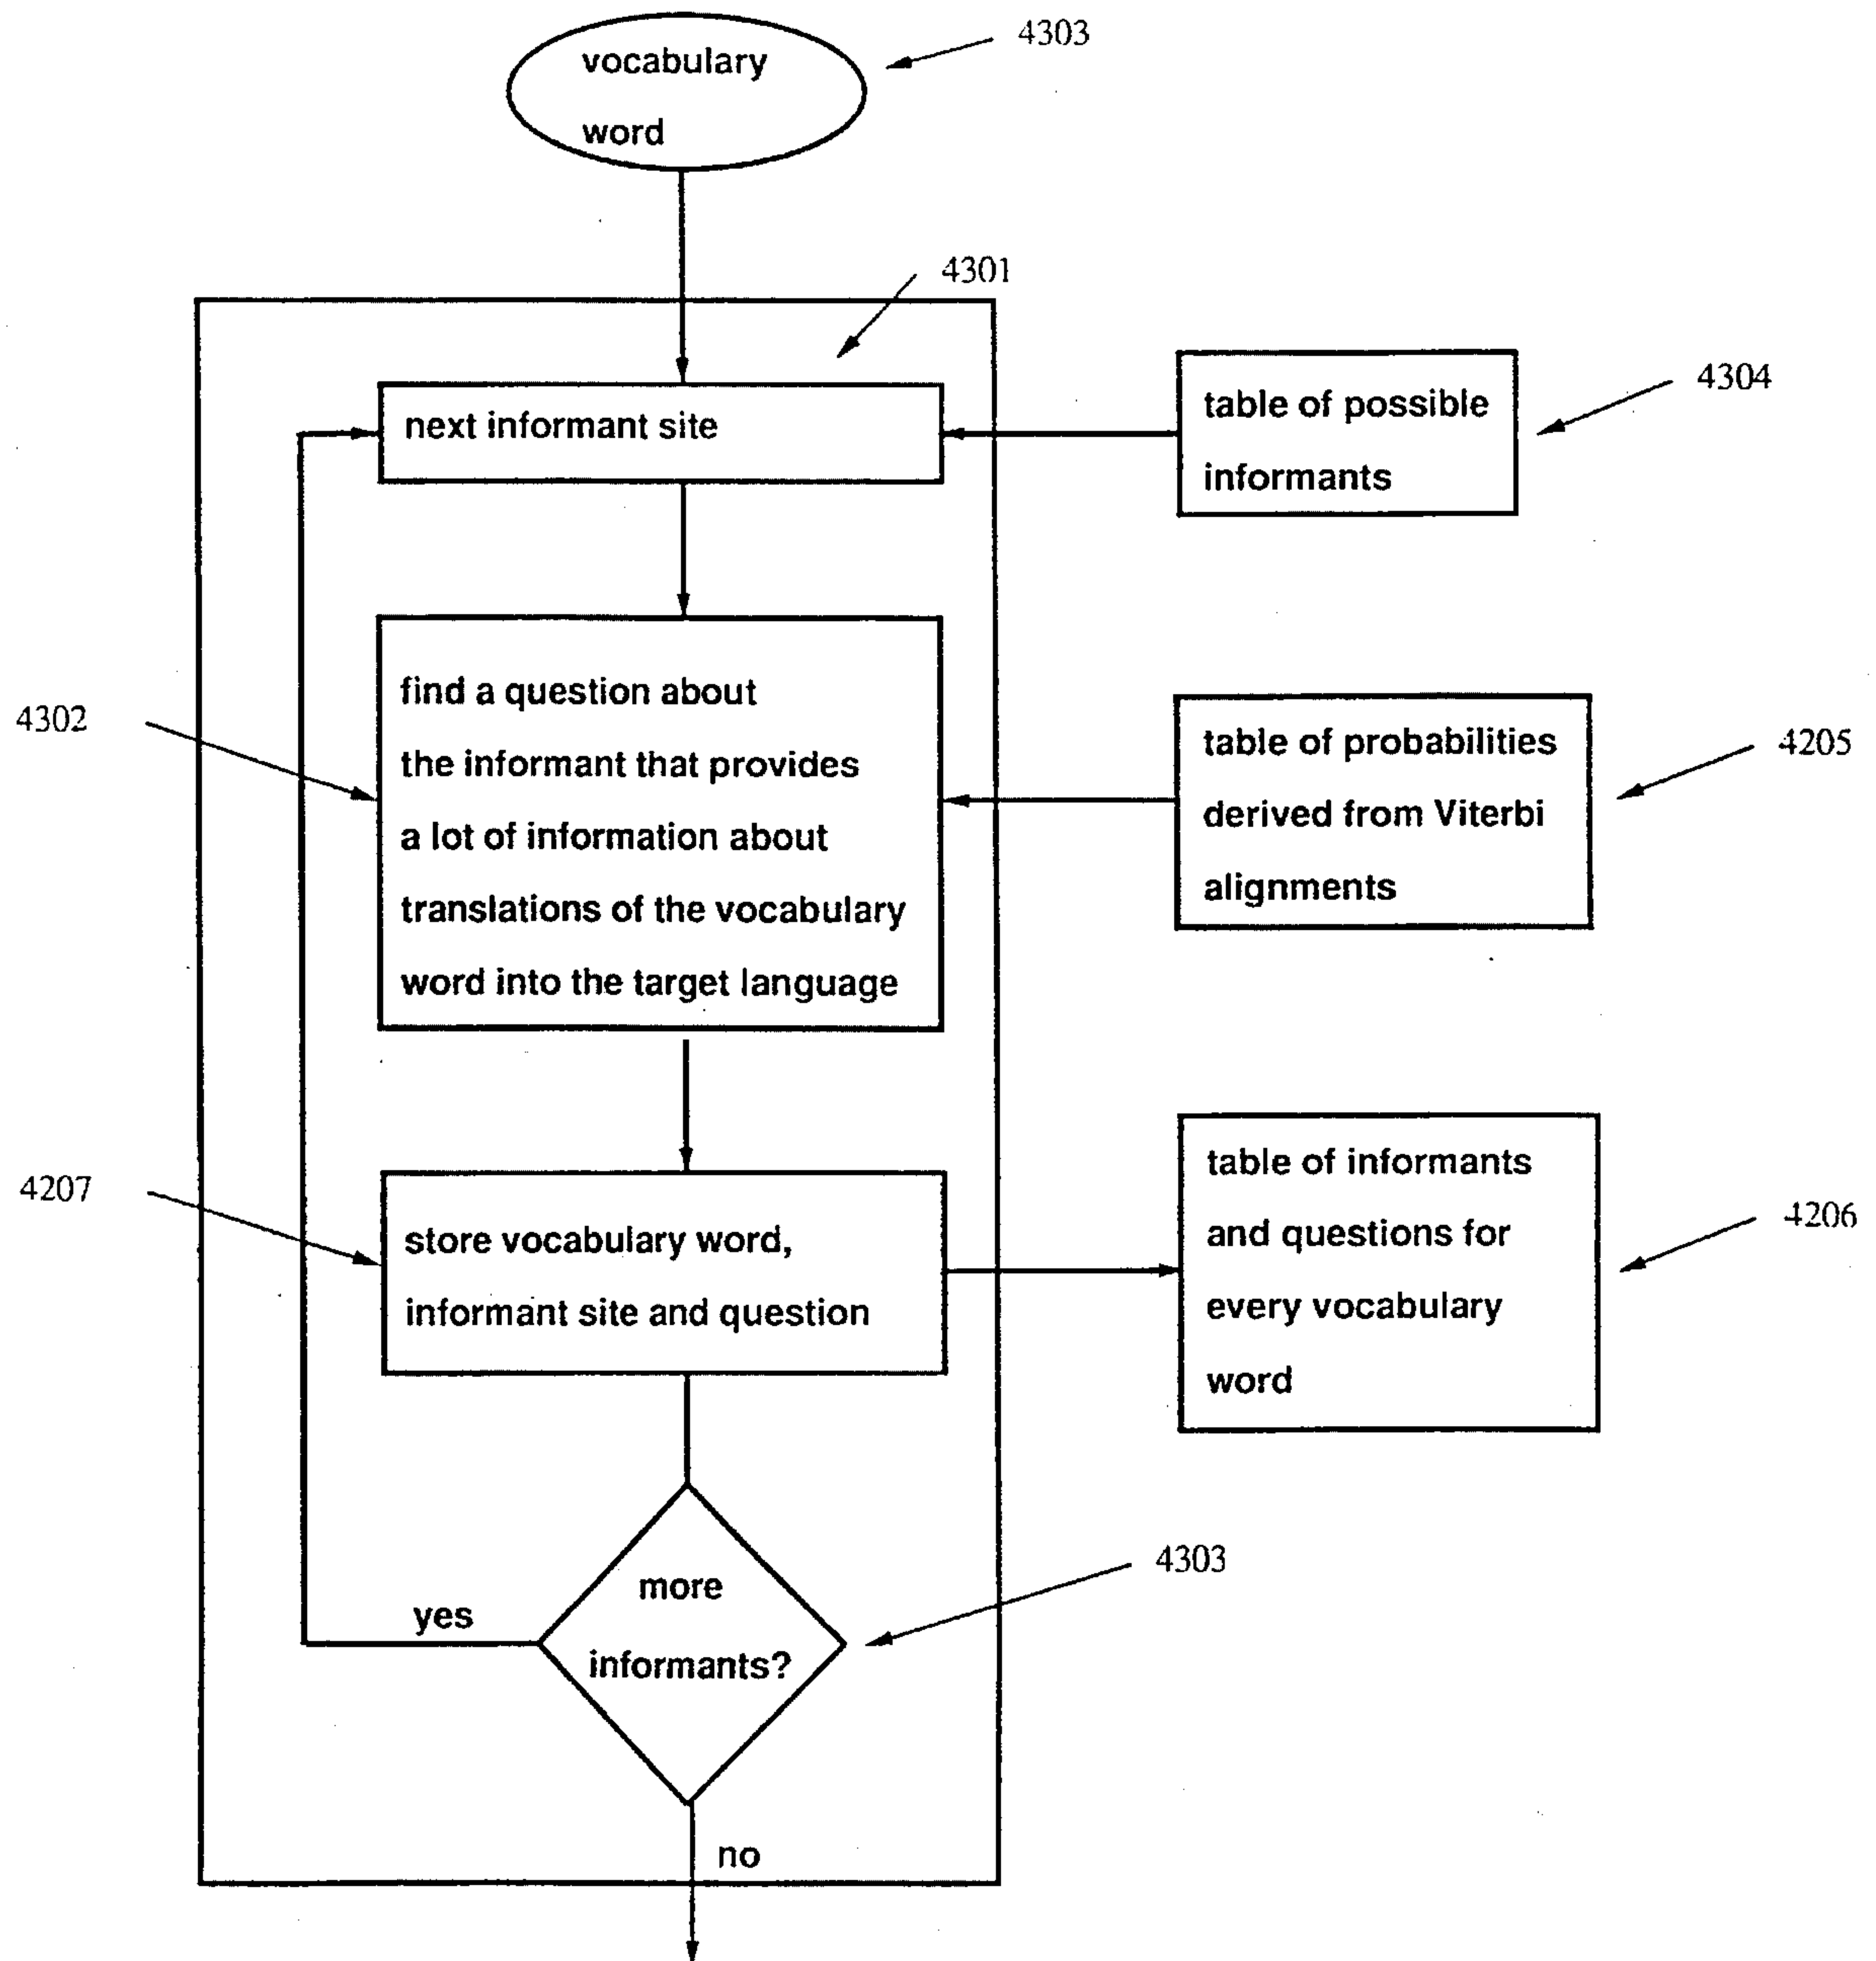 vocabulary
word
4303
4301
next informant site
table of possible
informants
4304
find a question about
the informant that provides
a lot of information about
translations of the vocabulary
word into the target language
4302
table of probabilities
derived from Viterbi
alignments
4205
store vocabulary word,
informant site and question
4207
table of informants
and questions for
every vocabulary
word
4206
more
informants?
4303
yes
no